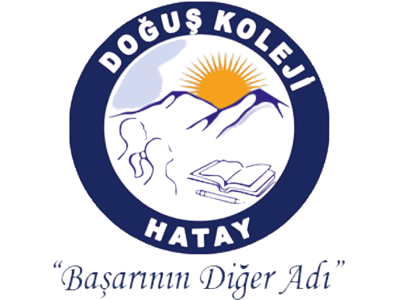 DOĞUŞ KOLEJİ
HATAY
“Başarının Diğer Adı”